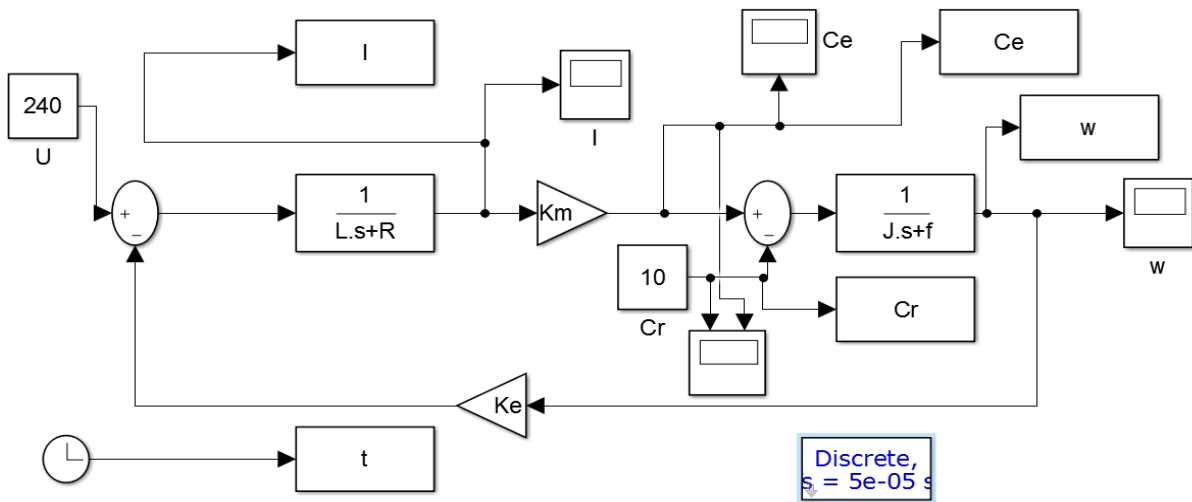 I
Ce
Ce
240
I
w
U
+
1
L.s+R
Km
+
1
J.s+f
_
_
w
10
Cr
Cr
Ke
t
Discrete,
s = 5e-05 s